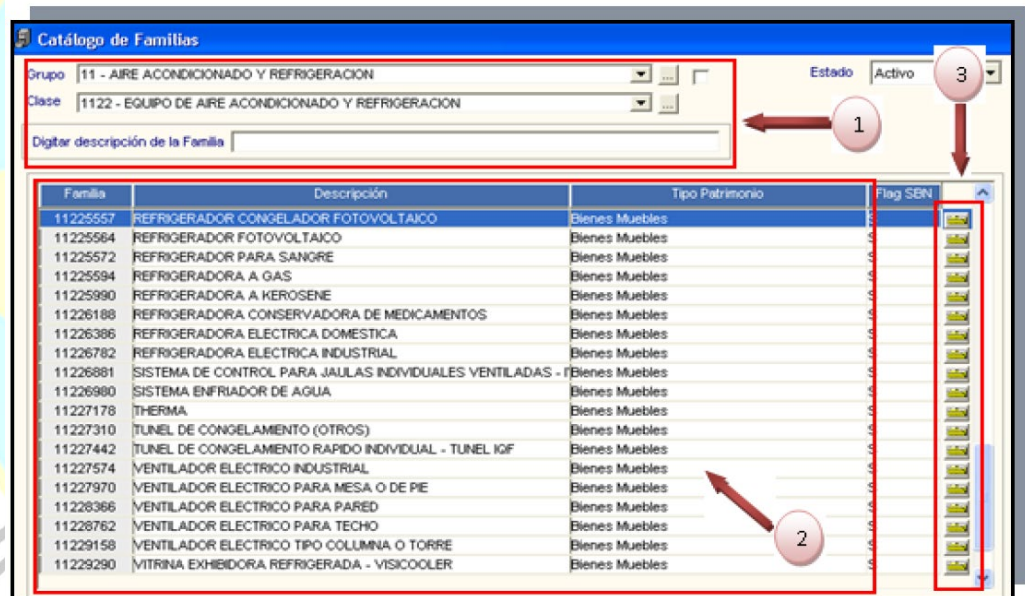 Catálogo de Familias
Grupo 11 - AIRE ACONDICIONADO Y REFRIGERACION ... Estado Activo 3
Clase 1122 - EQUIPO DE AIRE ACONDICIONADO Y REFRIGERACION ...
1
Digitar descripción de la Familia
Familia Descripción Tipo Patrimonio Flag SBN
11225557 REFRIGERADOR CONGELADOR FOTOVOLTAICO Bienes Muebles S
11225564 REFRIGERADOR FOTOVOLTAICO Bienes Muebles S
11225572 REFRIGERADOR PARA SANGRE Bienes Muebles S
11225594 REFRIGERADORA A GAS Bienes Muebles S
11225990 REFRIGERADORA A KEROSENE Bienes Muebles S
11226188 REFRIGERADORA CONSERVADORA DE MEDICAMENTOS Bienes Muebles S
11226386 REFRIGERADORA ELECTRICA DOMESTICA Bienes Muebles S
11226782 REFRIGERADORA ELECTRICA INDUSTRIAL Bienes Muebles S
11226881 SISTEMA DE CONTROL PARA JAULAS INDIVIDUALES VENTILADAS - Bienes Muebles S
11226980 SISTEMA ENFRIADOR DE AGUA Bienes Muebles S
11227178 THERMA Bienes Muebles S
11227310 TUNEL DE CONGELAMIENTO (OTROS) Bienes Muebles S
11227442 TUNEL DE CONGELAMIENTO RAPIDO INDIVIDUAL - TUNEL IQF Bienes Muebles S
11227574 VENTILADOR ELECTRICO INDUSTRIAL Bienes Muebles S
11227970 VENTILADOR ELECTRICO PARA MESA O DE PIE Bienes Muebles S
11228366 VENTILADOR ELECTRICO PARA PARED Bienes Muebles S
11228762 VENTILADOR ELECTRICO PARA TECHO Bienes Muebles S
2
11229158 VENTILADOR ELECTRICO TIPO COLUMNA O TORRE Bienes Muebles S
11229290 VITRINA EXHIBIDORA REFRIGERADA - VISICOOLER Bienes Muebles S